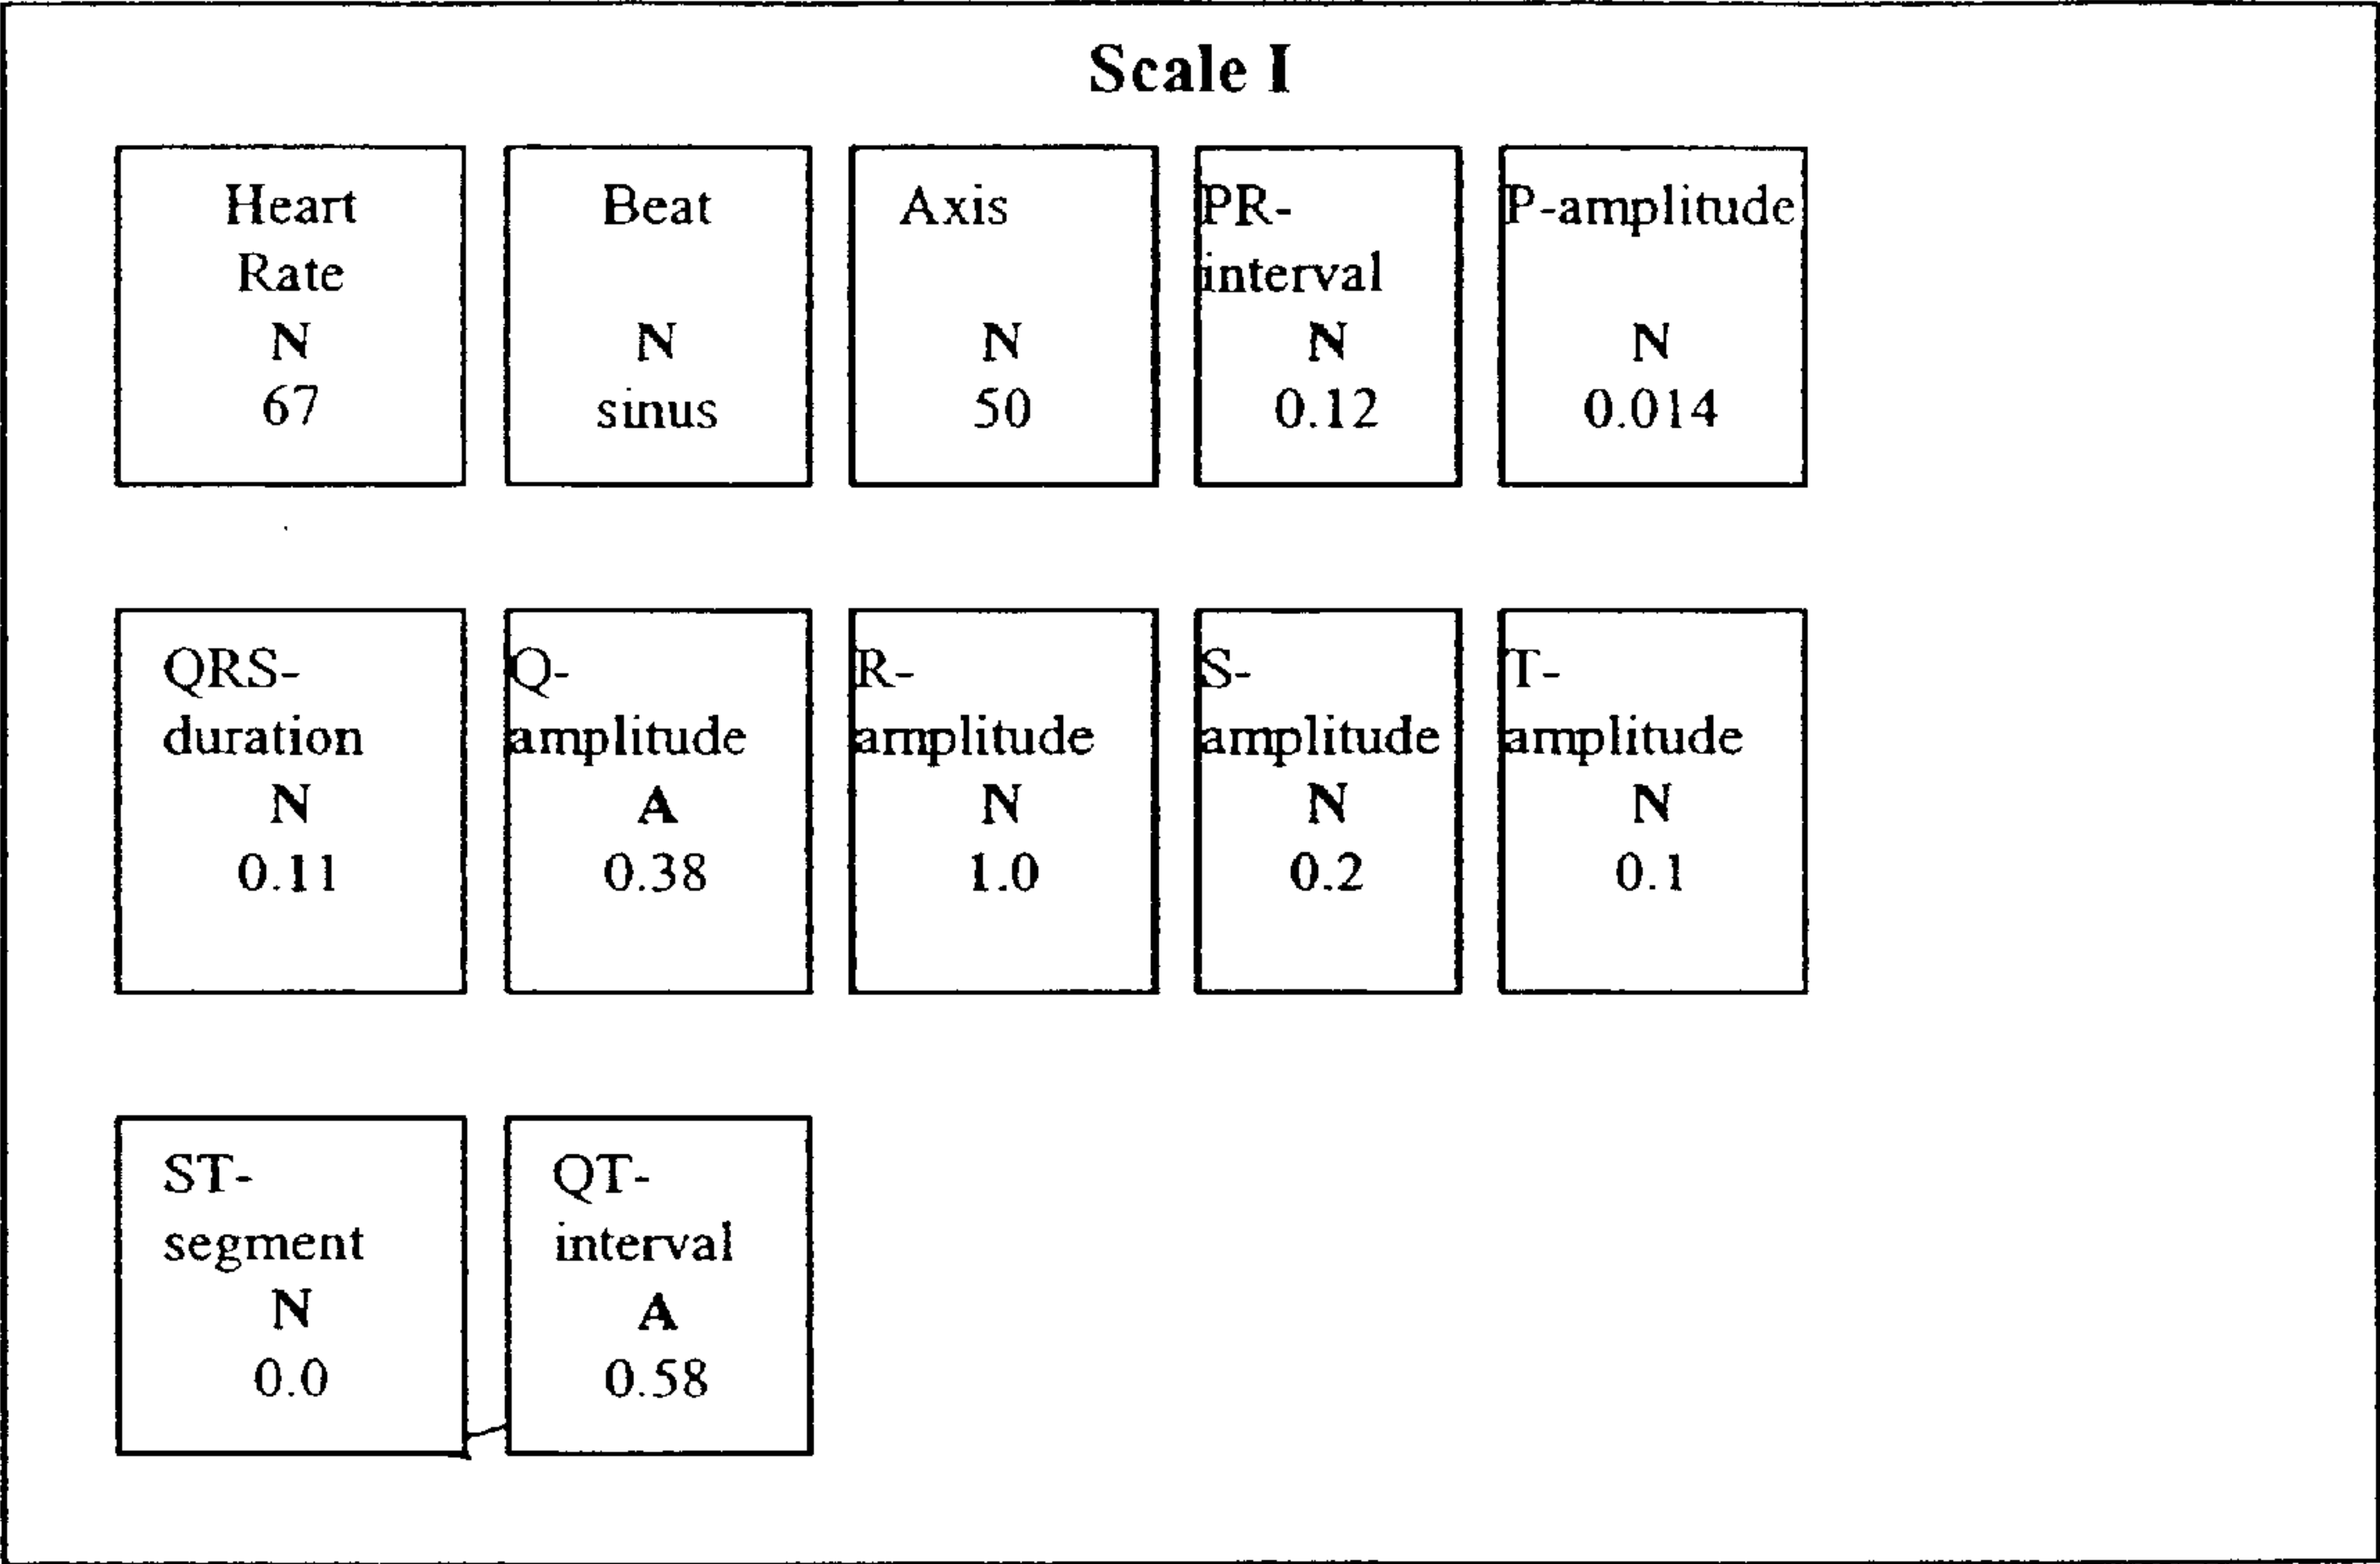 Scale I
Heart
Rate
N
67
Beat
N
sinus
Axis
N
50
PR-
interval
N
0.12
P-amplitude
N
0.014
QRS-
duration
N
0.11
Q-
amplitude
A
0.38
R-
amplitude
N
1.0
S-
amplitude
N
0.2
T-
amplitude
N
0.1
ST-
segment
N
0.0
QT-
interval
A
0.58